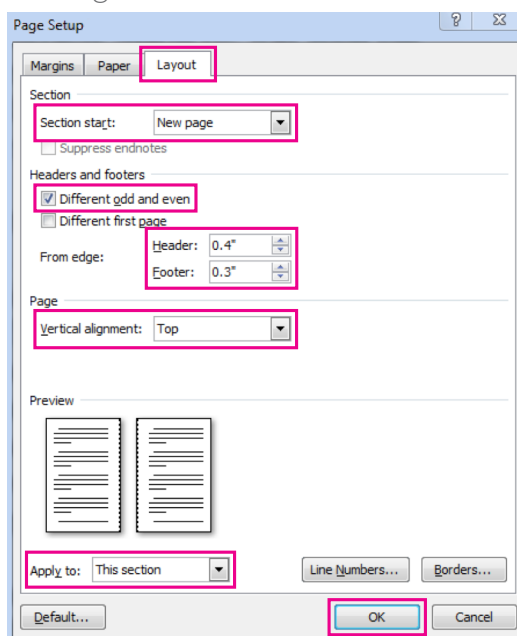 Page Setup
Margins Paper Layout
Section
Section start: New page
Suppress endnotes
Headers and footers
Different odd and even
Different first page
From edge: Header: 0.4"
Footer: 0.3"
Page
Vertical alignment: Top
Preview
Apply to: This section Line Numbers... Borders...
Default... OK Cancel